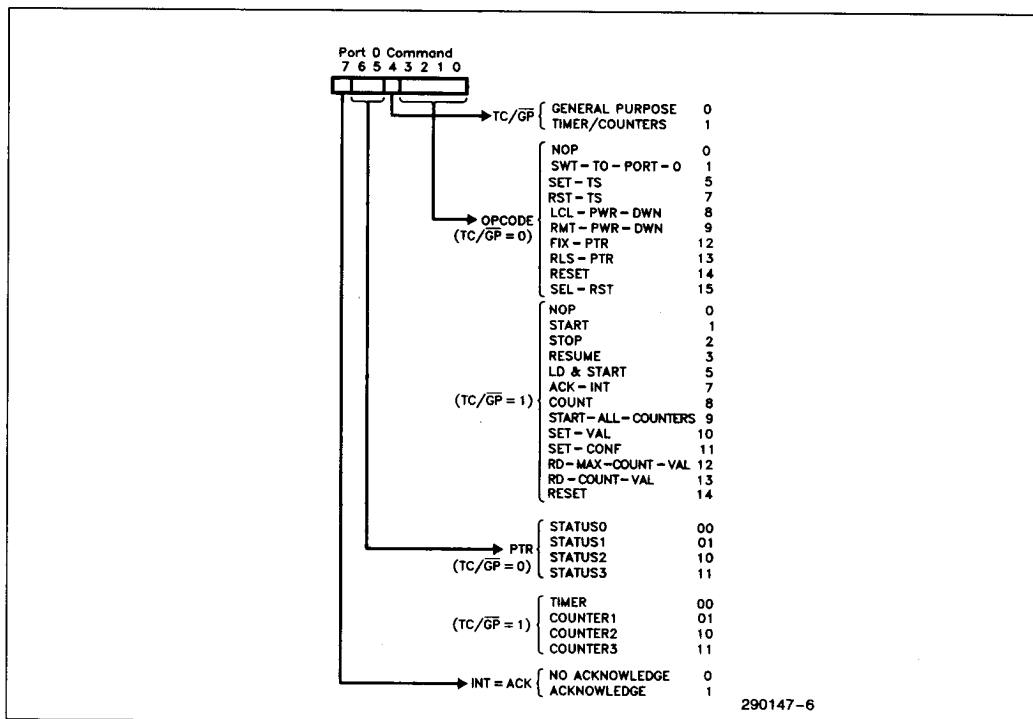 Port 0 Command
7 6 5 4 3 2 1 0
TC/GP
GENERAL PURPOSE 0
TIMER/COUNTERS 1
OPCODE
(TC/GP = 0)
NOP 0
SWT-TO-PORT-0 1
SET-TS 5
RST-TS 7
LCL-PWR-DWN 8
RMT-PWR-DWN 9
FIX-PTR 12
RLS-PTR 13
RESET 14
SEL-RST 15
(TC/GP = 1)
NOP 0
START 1
STOP 2
RESUME 3
LD & START 5
ACK-INT 7
COUNT 8
START-ALL-COUNTERS 9
SET-VAL 10
SET-CONF 11
RD-MAX-COUNT-VAL 12
RD-COUNT-VAL 13
RESET 14
PTR
(TC/GP = 0)
STATUS0 00
STATUS1 01
STATUS2 10
STATUS3 11
(TC/GP = 1)
TIMER 00
COUNTER1 01
COUNTER2 10
COUNTER3 11
INT = ACK
NO ACKNOWLEDGE 0
ACKNOWLEDGE 1
290147-6